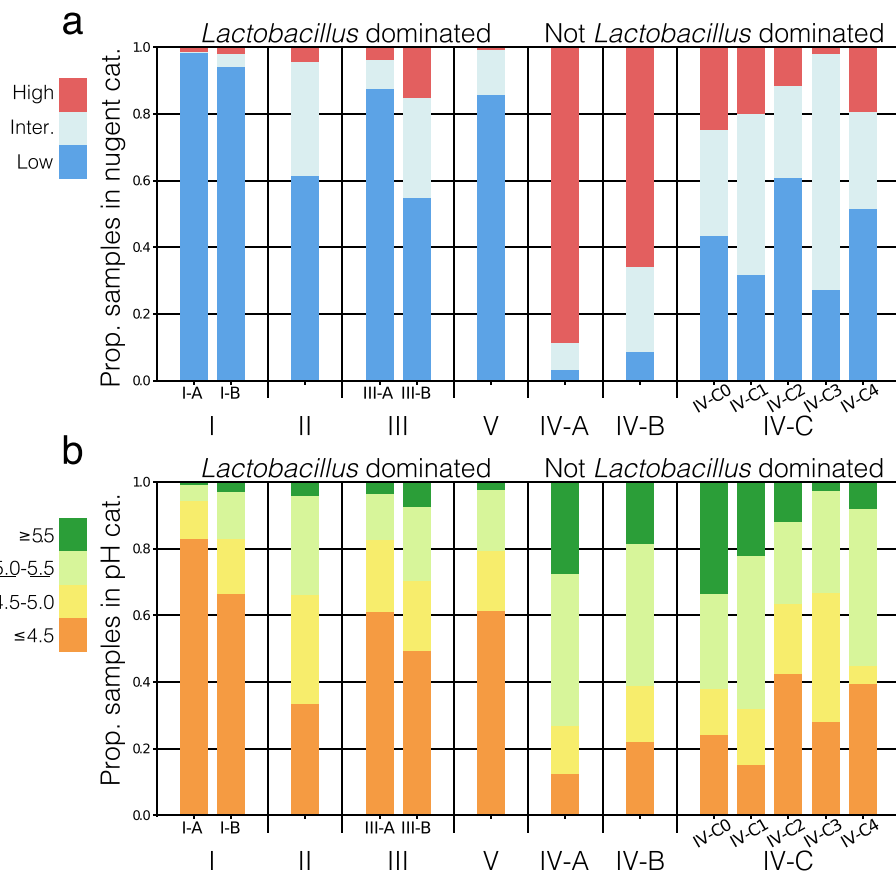 a
Lactobacillus dominated
Not Lactobacillus dominated
High
Inter.
Low
Prop. samples in nugent cat.
1.0
0.8
0.6
0.4
0.2
0.0
I-A
I-B
III-A
III-B
IV-C0
IV-C1
IV-C2
IV-C3
IV-C4
I
II
III
V
IV-A
IV-B
IV-C
b
Lactobacillus dominated
Not Lactobacillus dominated
≥55
5.0-5.5
4.5-5.0
≤4.5
Prop. samples in pH cat.
1.0
0.8
0.6
0.4
0.2
0.0
I-A
I-B
III-A
III-B
IV-C0
IV-C1
IV-C2
IV-C3
IV-C4
I
II
III
V
IV-A
IV-B
IV-C